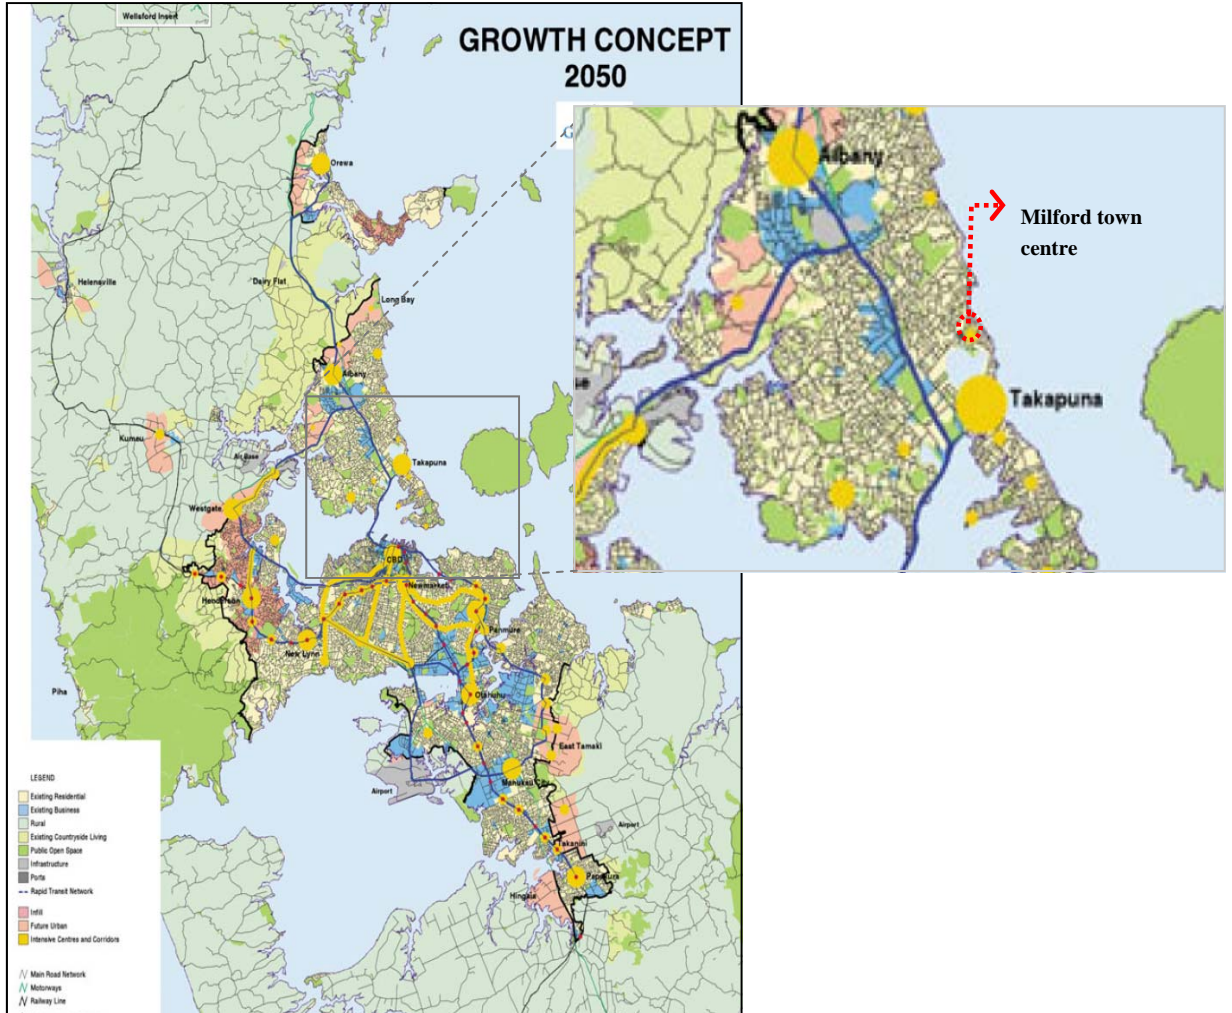 Wellsford Insert
GROWTH CONCEPT
2050
G
Orewa
Helensville
Dairy Flat
Long Bay
Albany
Kumeu
Air Base
Takapuna
Westgate
CBD
Henderson
Newmarket
New Lynn
Panmure
Piha
Otahuhu
East Tamaki
Manukau City
Airport
Airport
Takanini
Papakura
Hingaia
Albany
Milford town
centre
Takapuna
se
LEGEND
Existing Residential
Existing Business
Rural
Existing Countryside Living
Public Open Space
Infrastructure
Ports
Rapid Transit Network
Infill
Future Urban
Intensive Centres and Corridors
Main Road Network
Motorways
Railway Line